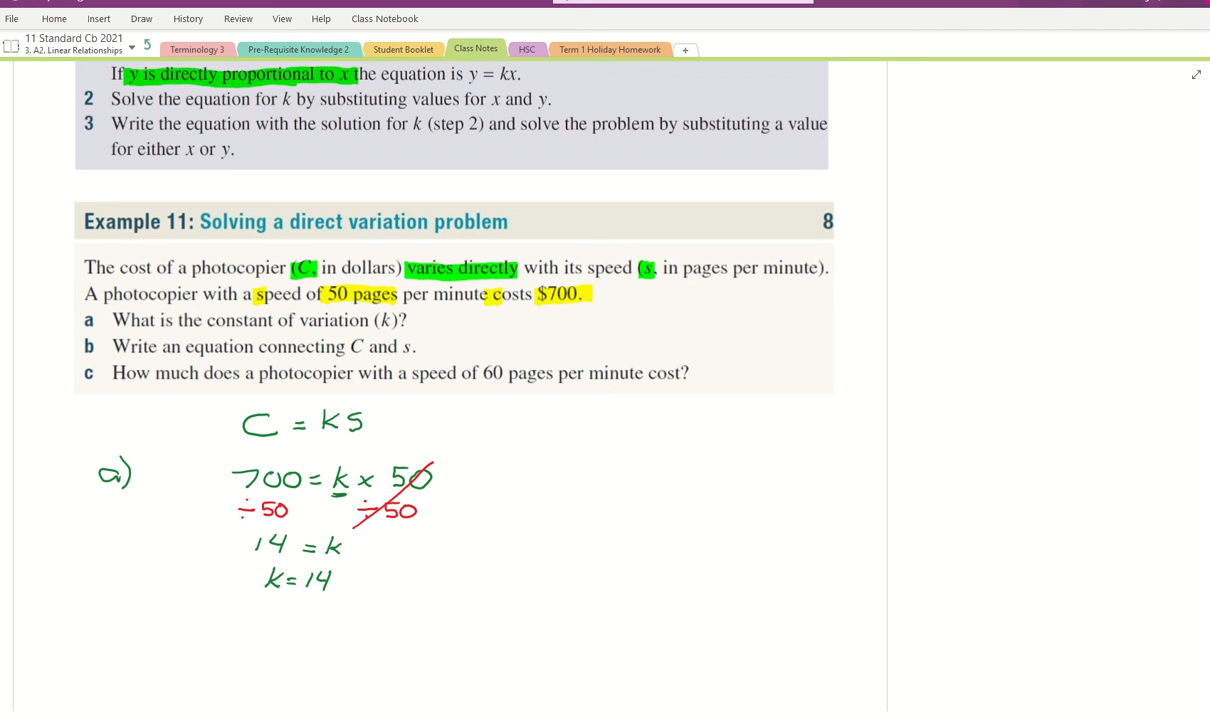 File Home Insert Draw History Review View Help Class Notebook
11 Standard Cb 2021
3. A2. Linear Relationships
5
Terminology 3 Pre-Requisite Knowledge 2 Student Booklet Class Notes HSC Term 1 Holiday Homework +
If y is directly proportional to x the equation is y = kx.
2 Solve the equation for k by substituting values for x and y.
3 Write the equation with the solution for k (step 2) and solve the problem by substituting a value
for either x or y.
Example 11: Solving a direct variation problem 8
The cost of a photocopier (C, in dollars) varies directly with its speed (s, in pages per minute).
A photocopier with a speed of 50 pages per minute costs $700.
a What is the constant of variation (k)?
b Write an equation connecting C and s.
c How much does a photocopier with a speed of 60 pages per minute cost?
C = kS
a) 700 = k × 50
÷50 ÷50
14 = k
k = 14